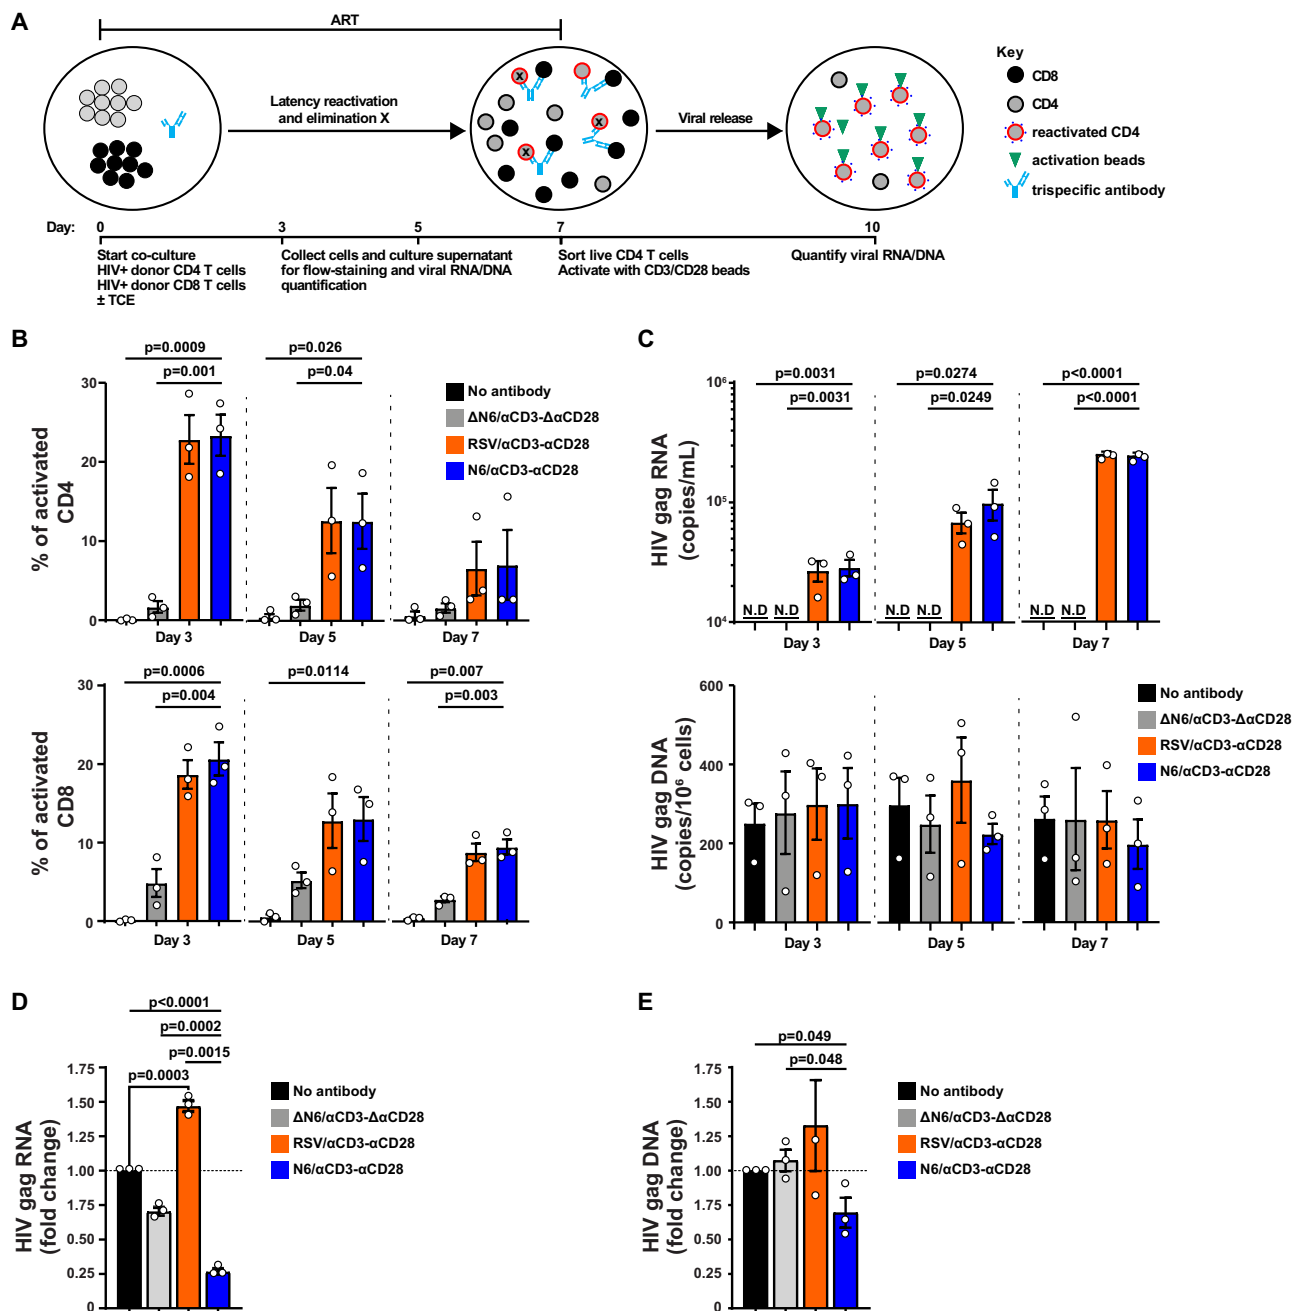 A
ART
Latency reactivation
and elimination X
Viral release
x
x
x
Key
CD8
CD4
reactivated CD4
activation beads
trispecific antibody
Day:
0
3
5
7
10
Start co-culture
HIV+ donor CD4 T cells
HIV+ donor CD8 T cells
± TCE
Collect cells and culture supernatant
for flow-staining and viral RNA/DNA
quantification
Sort live CD4 T cells
Activate with CD3/CD28 beads
Quantify viral RNA/DNA
B
% of activated
CD4
30
20
10
0
p=0.0009
p=0.001
p=0.026
p=0.04
No antibody
ΔN6/αCD3-ΔαCD28
RSV/αCD3-αCD28
N6/αCD3-αCD28
Day 3
Day 5
Day 7
% of activated
CD8
30
20
10
0
p=0.0006
p=0.004
p=0.0114
p=0.007
p=0.003
Day 3
Day 5
Day 7
C
HIV gag RNA
(copies/mL)
10⁶
10⁵
10⁴
p=0.0031
p=0.0031
p=0.0274
p=0.0249
p<0.0001
p<0.0001
N.D
N.D
N.D
N.D
N.D
N.D
Day 3
Day 5
Day 7
HIV gag DNA
(copies/10⁶ cells)
600
400
200
0
No antibody
ΔN6/αCD3-ΔαCD28
RSV/αCD3-αCD28
N6/αCD3-αCD28
Day 3
Day 5
Day 7
D
HIV gag RNA
(fold change)
1.75
1.50
1.25
1.00
1.75
0.50
0.25
0
p<0.0001
p=0.0002
p=0.0015
p=0.0003
No antibody
ΔN6/αCD3-ΔαCD28
RSV/αCD3-αCD28
N6/αCD3-αCD28
E
HIV gag DNA
(fold change)
1.75
1.50
1.25
1.00
1.75
0.50
0.25
0
p=0.049
p=0.048
No antibody
ΔN6/αCD3-ΔαCD28
RSV/αCD3-αCD28
N6/αCD3-αCD28